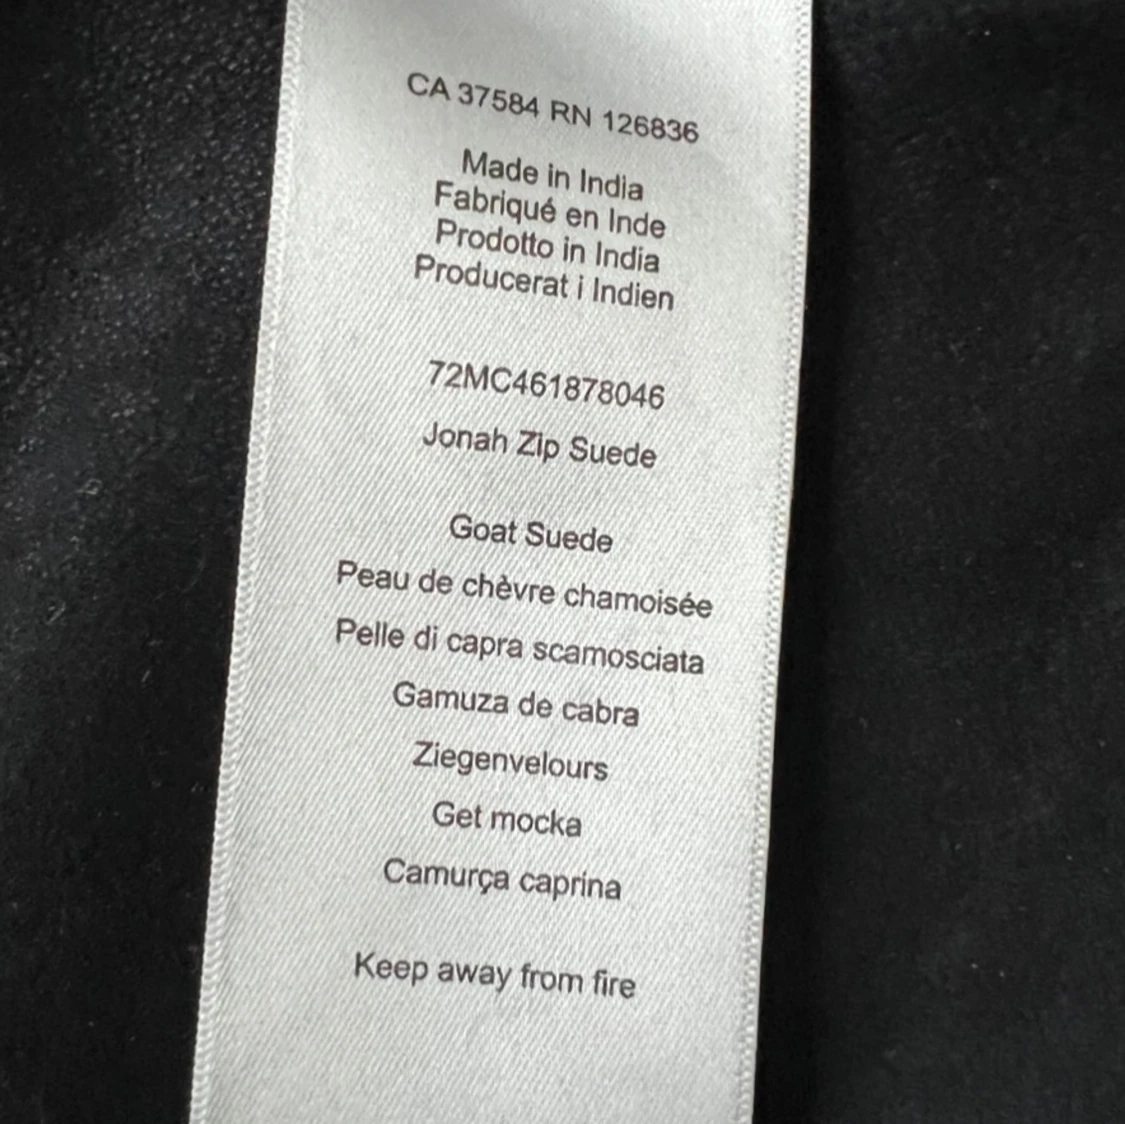 CA 37584 RN 126836
Made in India
Fabriqué en Inde
Prodotto in India
Producerat i Indien
72MC461878046
Jonah Zip Suede
Goat Suede
Peau de chèvre chamoisée
Pelle di capra scamosciata
Gamuza de cabra
Ziegenvelours
Get mocka
Camurça caprina
Keep away from fire